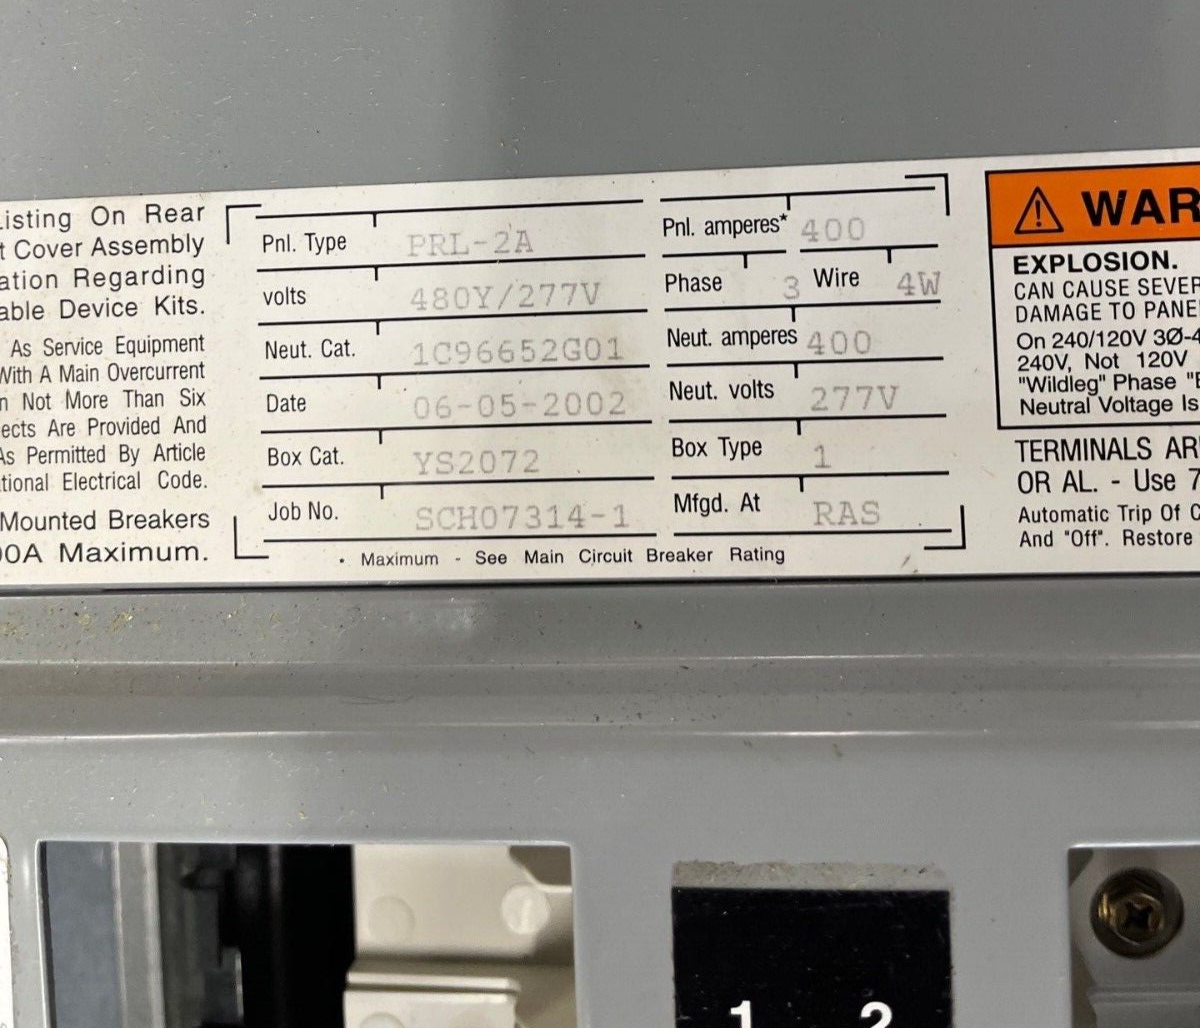 Listing On Rear
t Cover Assembly
ation Regarding
able Device Kits.
As Service Equipment
With A Main Overcurrent
n Not More Than Six
ects Are Provided And
As Permitted By Article
tional Electrical Code.
Mounted Breakers
00A Maximum.
Pnl. Type PRL-2A
volts 480Y/277V
Neut. Cat. 1C96652G01
Date 06-05-2002
Box Cat. YS2072
Job No. SCH07314-1
Pnl. amperes* 400
Phase 3 Wire 4W
Neut. amperes 400
Neut. volts 277V
Box Type 1
Mfgd. At RAS
• Maximum - See Main Circuit Breaker Rating
WAR
EXPLOSION.
CAN CAUSE SEVER
DAMAGE TO PANE
On 240/120V 3Ø-4
240V, Not 120V
"Wildleg" Phase "B
Neutral Voltage Is
TERMINALS AR
OR AL. - Use 7
Automatic Trip Of C
And "Off". Restore
1 2